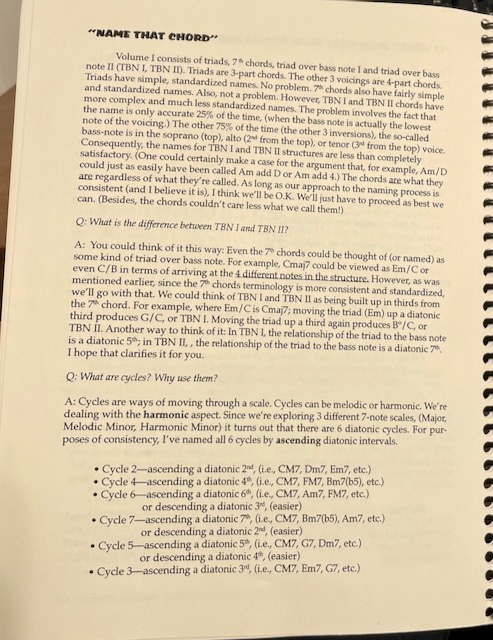 "NAME THAT CHORD"
Volume I consists of triads, 7th chords, triad over bass note I and triad over bass
note II (TBN I, TBN II). Triads are 3-part chords. The other 3 voicings are 4-part chords.
Triads have simple, standardized names. No problem. 7th chords also have fairly simple
and standardized names. Also, not a problem. However, TBN I and TBN II chords have
more complex and much less standardized names. The problem involves the fact that
the name is only accurate 25% of the time, (when the bass note is actually the lowest
note of the voicing.) The other 75% of the time (the other 3 inversions), the so-called
bass-note is in the soprano (top), alto (2nd from the top), or tenor (3rd from the top) voice.
Consequently, the names for TBN I and TBN II structures are less than completely
satisfactory. (One could certainly make a case for the argument that, for example, Am/D
could just as easily have been called Am add D or Am add 4.) The chords are what they
are regardless of what they're called. As long as our approach to the naming process is
consistent (and I believe it is), I think we'll be O.K. We'll just have to proceed as best we
can. (Besides, the chords couldn't care less what we call them!)
Q: What is the difference between TBN I and TBN II?
A: You could think of it this way: Even the 7th chords could be thought of (or named) as
some kind of triad over bass note. For example, Cmaj7 could be viewed as Em/C or
even C/B in terms of arriving at the 4 different notes in the structure. However, as was
mentioned earlier, since the 7th chords terminology is more consistent and standardized,
we'll go with that. We could think of TBN I and TBN II as being built up in thirds from
the 7th chord. For example, where Em/C is Cmaj7; moving the triad (Em) up a diatonic
third produces G/C, or TBN I. Moving the triad up a third again produces B°/C, or
TBN II. Another way to think of it: In TBN I, the relationship of the triad to the bass note
is a diatonic 5th; in TBN II, , the relationship of the triad to the bass note is a diatonic 7th.
I hope that clarifies it for you.
Q: What are cycles? Why use them?
A: Cycles are ways of moving through a scale. Cycles can be melodic or harmonic. We're
dealing with the harmonic aspect. Since we're exploring 3 different 7-note scales, (Major,
Melodic Minor, Harmonic Minor) it turns out that there are 6 diatonic cycles. For pur-
poses of consistency, I've named all 6 cycles by ascending diatonic intervals.
• Cycle 2—ascending a diatonic 2nd, (i.e., CM7, Dm7, Em7, etc.)
• Cycle 4—ascending a diatonic 4th, (i.e., CM7, FM7, Bm7(b5), etc.)
• Cycle 6—ascending a diatonic 6th, (i.e., CM7, Am7, FM7, etc.)
or descending a diatonic 3rd, (easier)
• Cycle 7—ascending a diatonic 7th, (i.e., CM7, Bm7(b5), Am7, etc.)
or descending a diatonic 2nd, (easier)
• Cycle 5—ascending a diatonic 5th, (i.e., CM7, G7, Dm7, etc.)
or descending a diatonic 4th, (easier)
• Cycle 3—ascending a diatonic 3rd, (i.e., CM7, Em7, G7, etc.)